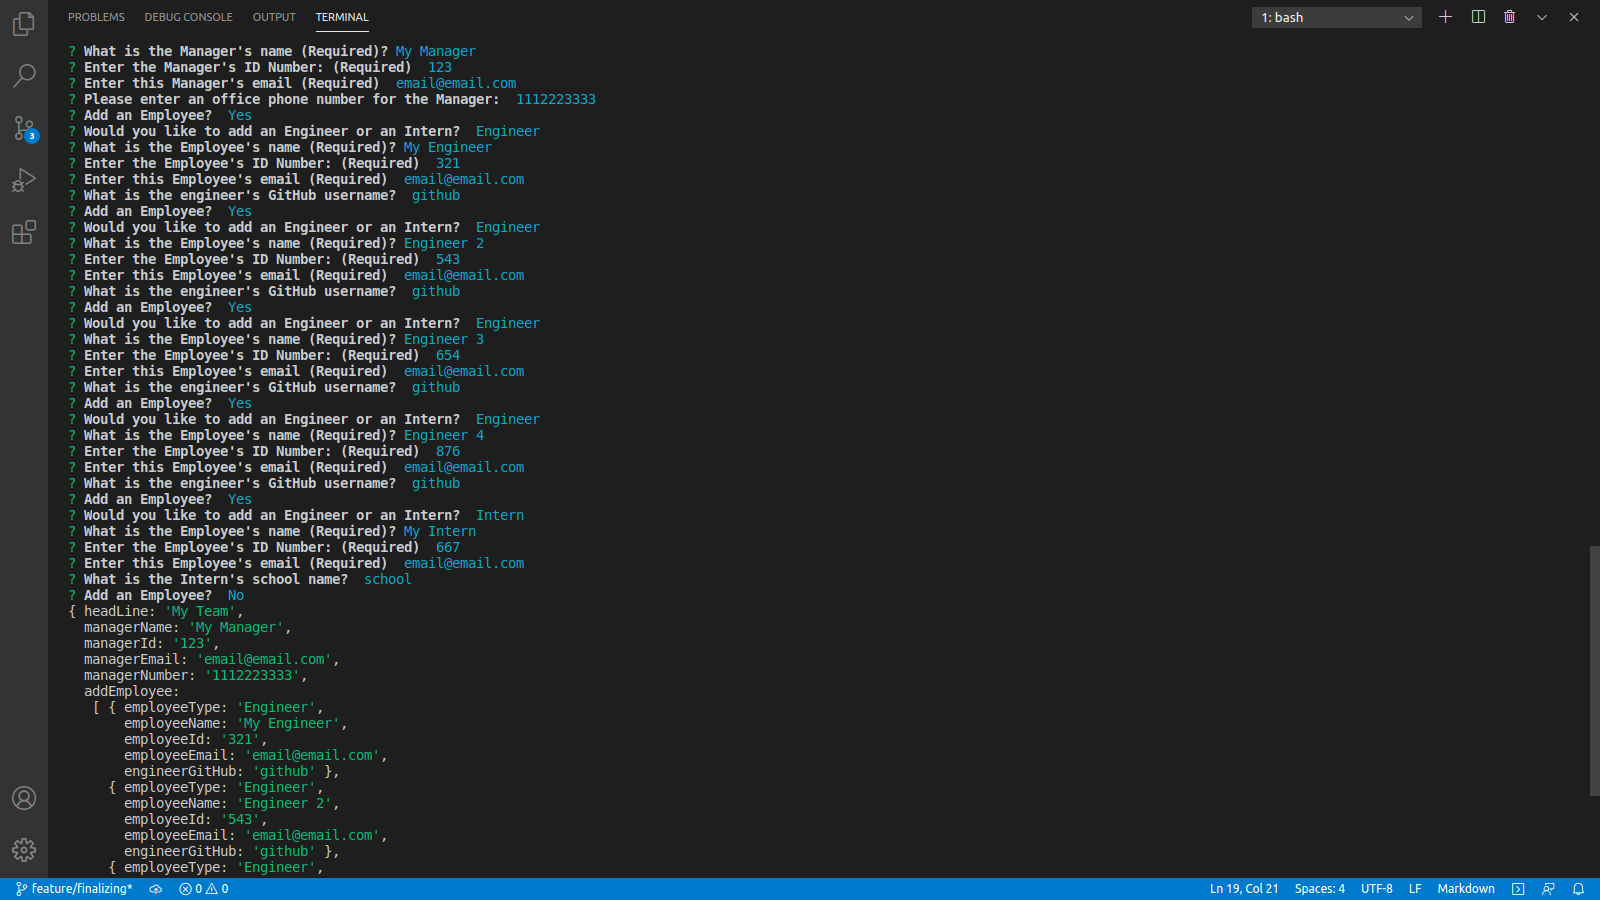 PROBLEMS DEBUG CONSOLE OUTPUT TERMINAL 1: bash
? What is the Manager's name (Required)? My Manager
? Enter the Manager's ID Number: (Required)  123
? Enter this Manager's email (Required)  email@email.com
? Please enter an office phone number for the Manager:  1112223333
? Add an Employee?  Yes
? Would you like to add an Engineer or an Intern?  Engineer
? What is the Employee's name (Required)? My Engineer
? Enter the Employee's ID Number: (Required)  321
? Enter this Employee's email (Required)  email@email.com
? What is the engineer's GitHub username?  github
? Add an Employee?  Yes
? Would you like to add an Engineer or an Intern?  Engineer
? What is the Employee's name (Required)? Engineer 2
? Enter the Employee's ID Number: (Required)  543
? Enter this Employee's email (Required)  email@email.com
? What is the engineer's GitHub username?  github
? Add an Employee?  Yes
? Would you like to add an Engineer or an Intern?  Engineer
? What is the Employee's name (Required)? Engineer 3
? Enter the Employee's ID Number: (Required)  654
? Enter this Employee's email (Required)  email@email.com
? What is the engineer's GitHub username?  github
? Add an Employee?  Yes
? Would you like to add an Engineer or an Intern?  Engineer
? What is the Employee's name (Required)? Engineer 4
? Enter the Employee's ID Number: (Required)  876
? Enter this Employee's email (Required)  email@email.com
? What is the engineer's GitHub username?  github
? Add an Employee?  Yes
? Would you like to add an Engineer or an Intern?  Intern
? What is the Employee's name (Required)? My Intern
? Enter the Employee's ID Number: (Required)  667
? Enter this Employee's email (Required)  email@email.com
? What is the Intern's school name?  school
? Add an Employee?  No
{ headLine: 'My Team',
  managerName: 'My Manager',
  managerId: '123',
  managerEmail: 'email@email.com',
  managerNumber: '1112223333',
  addEmployee:
   [ { employeeType: 'Engineer',
       employeeName: 'My Engineer',
       employeeId: '321',
       employeeEmail: 'email@email.com',
       engineerGitHub: 'github' },
     { employeeType: 'Engineer',
       employeeName: 'Engineer 2',
       employeeId: '543',
       employeeEmail: 'email@email.com',
       engineerGitHub: 'github' },
     { employeeType: 'Engineer',
3
feature/finalizing* 0 0 Ln 19, Col 21 Spaces: 4 UTF-8 LF Markdown